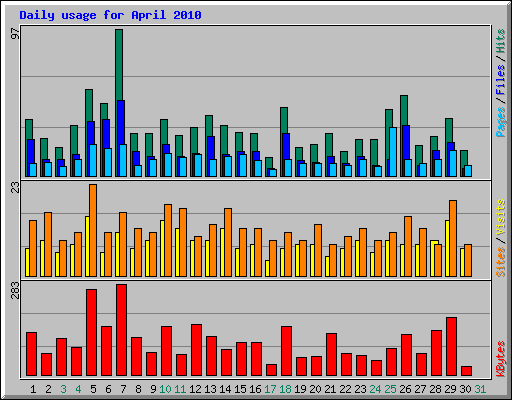 Daily usage for April 2010
97
Pages / Files / Hits
23
Sites / Visits
283
KBytes
1 2 3 4 5 6 7 8 9 10 11 12 13 14 15 16 17 18 19 20 21 22 23 24 25 26 27 28 29 30 31